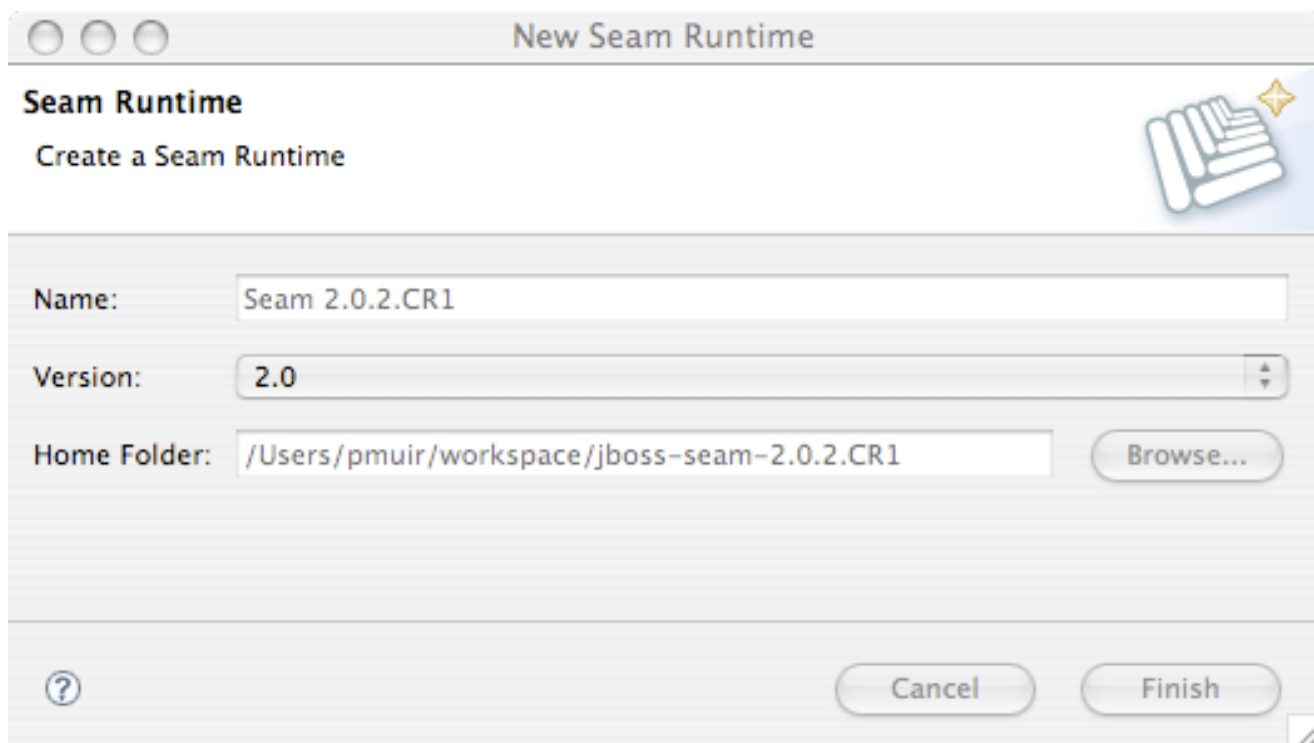 New Seam Runtime
Seam Runtime
Create a Seam Runtime
Name: Seam 2.0.2.CR1
Version: 2.0
Home Folder: /Users/pmuir/workspace/jboss-seam-2.0.2.CR1 Browse...
? Cancel Finish